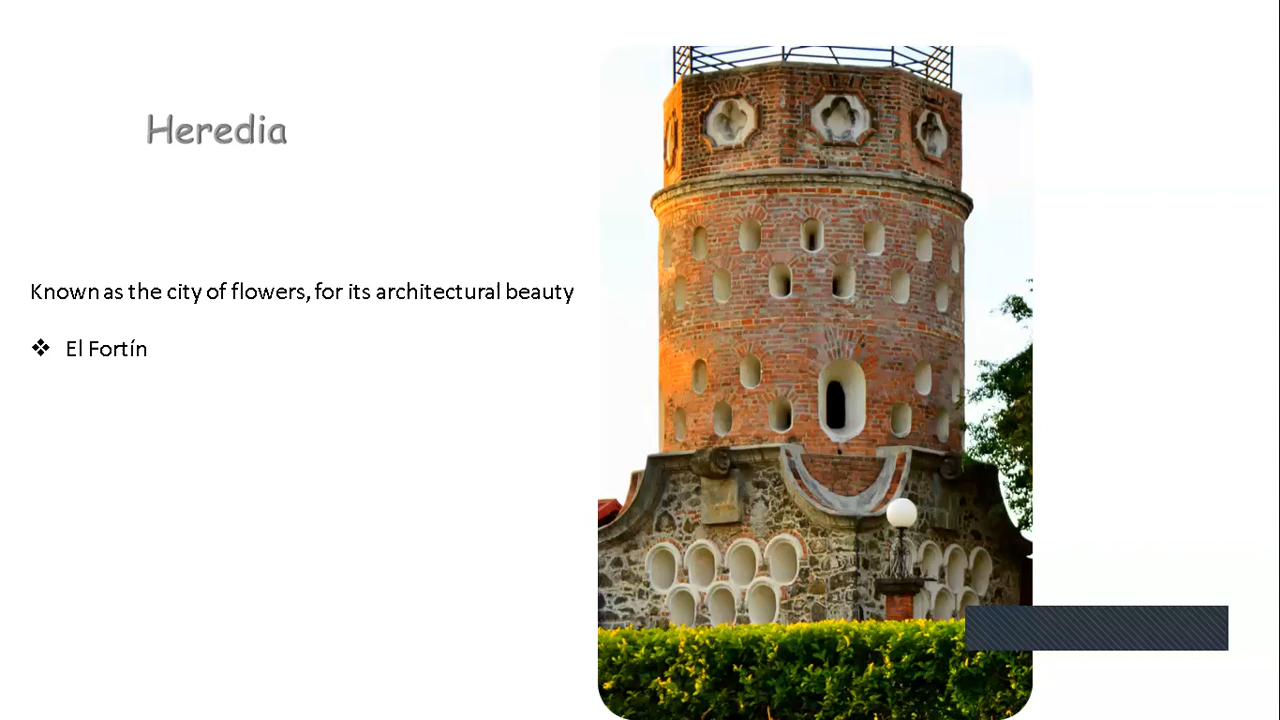 Heredia
Known as the city of flowers, for its architectural beauty
❖ El Fortín